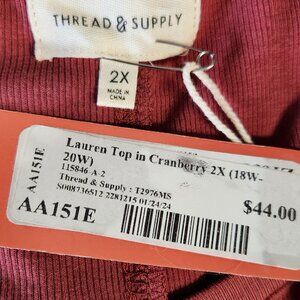 THREAD & SUPPLY
2X
MADE IN
CHINA
AA151E
Lauren Top in Cranberry 2X (18W-
20W)
115846 A-2
Thread & Supply : T2976MS
S008736512 2281215 01/24/24
AA151E
$44.00